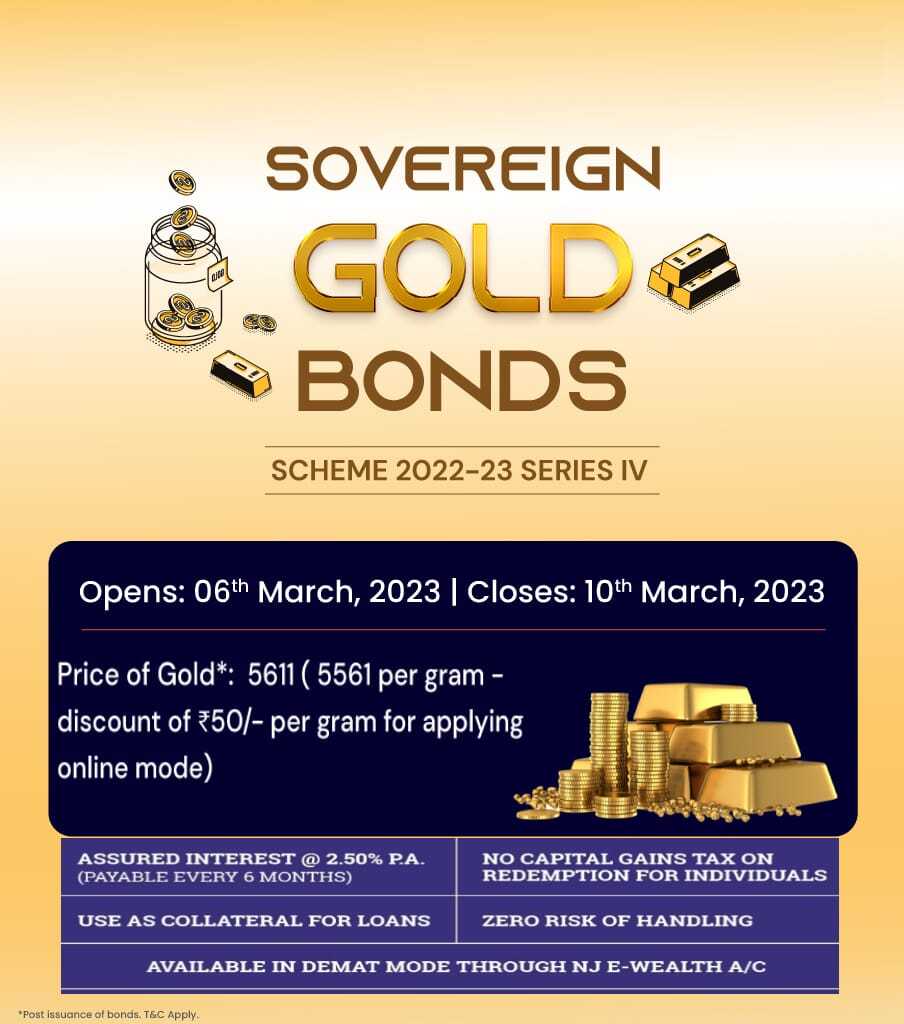 SOVEREIGN
GOLD
GOLD
BONDS
SCHEME 2022-23 SERIES IV
Opens: 06th March, 2023 | Closes: 10th March, 2023
Price of Gold*: 5611 ( 5561 per gram -
discount of ₹50/- per gram for applying
online mode)
ASSURED INTEREST @ 2.50% P.A.
(PAYABLE EVERY 6 MONTHS)
NO CAPITAL GAINS TAX ON
REDEMPTION FOR INDIVIDUALS
USE AS COLLATERAL FOR LOANS
ZERO RISK OF HANDLING
AVAILABLE IN DEMAT MODE THROUGH NJ E-WEALTH A/C
*Post issuance of bonds. T&C Apply.